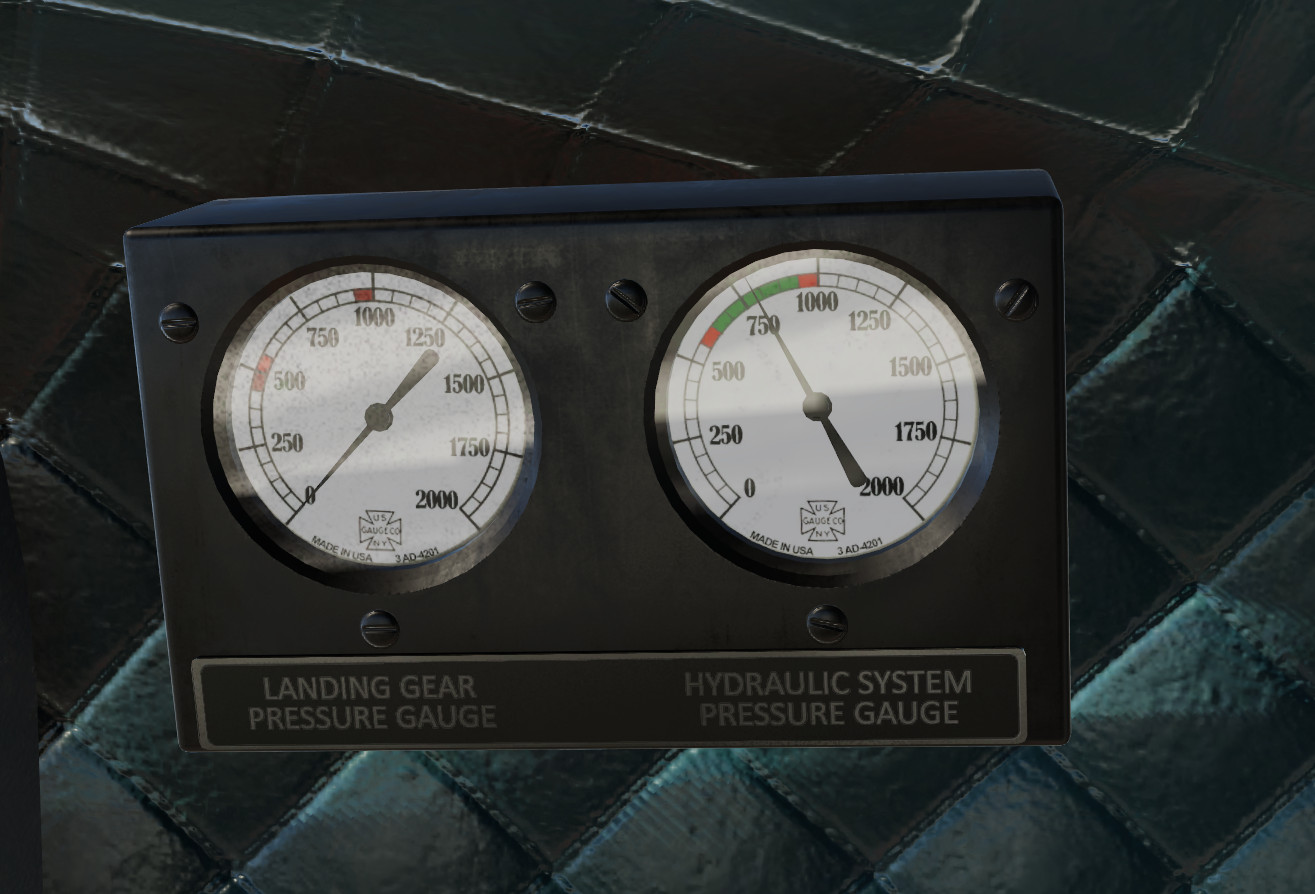 1000
750
1250
500
1500
250
1750
0
2000
US
GAUGE CO
NY
MADE IN USA 3 AD-4201
1000
750
1250
500
1500
250
1750
0
2000
US
GAUGE CO
NY
MADE IN USA 3 AD-4201
LANDING GEAR
PRESSURE GAUGE
HYDRAULIC SYSTEM
PRESSURE GAUGE